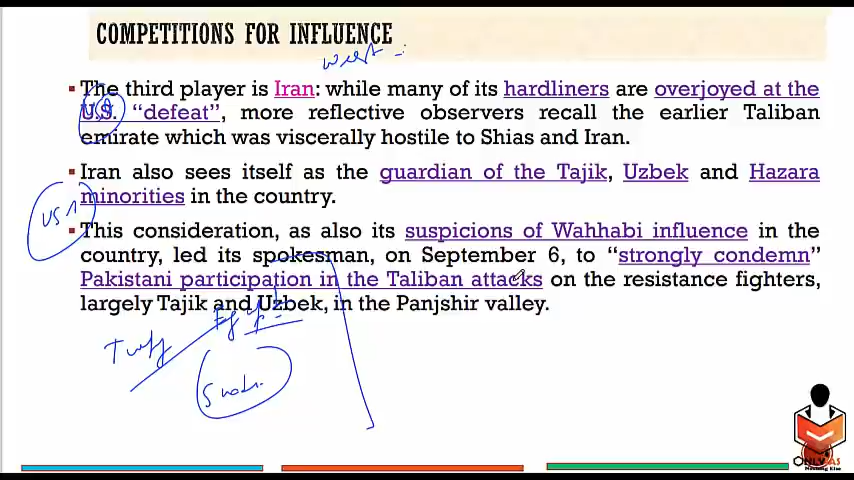 COMPETITIONS FOR INFLUENCE
west
▪ The third player is Iran: while many of its hardliners are overjoyed at the
U.S. “defeat”, more reflective observers recall the earlier Taliban
emirate which was viscerally hostile to Shias and Iran.
▪ Iran also sees itself as the guardian of the Tajik, Uzbek and Hazara
minorities in the country.
▪ This consideration, as also its suspicions of Wahhabi influence in the
country, led its spokesman, on September 6, to “strongly condemn”
Pakistani participation in the Taliban attacks on the resistance fighters,
largely Tajik and Uzbek, in the Panjshir valley.
ONLYIAS